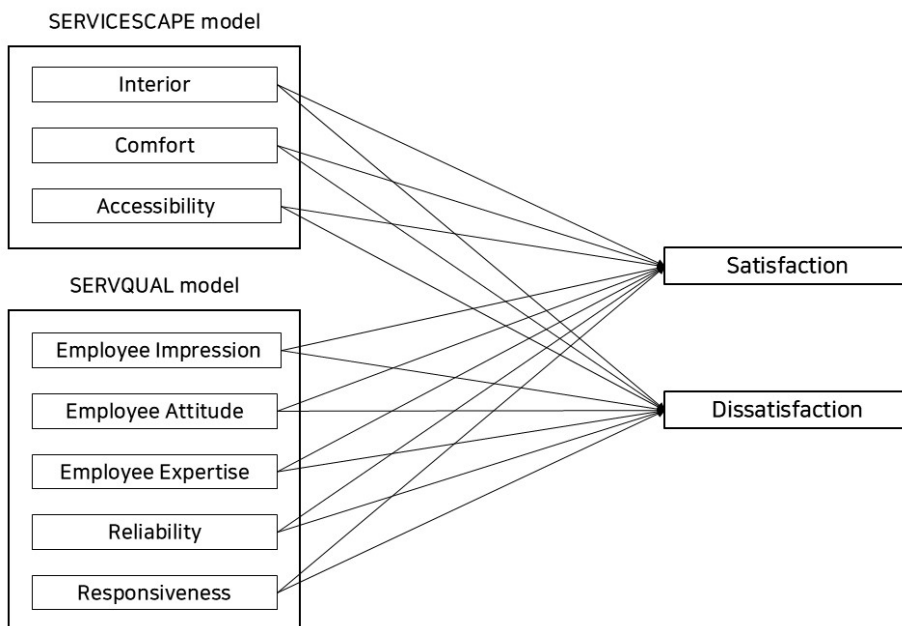 SERVICESCAPE model
Interior
Comfort
Accessibility
SERVQUAL model
Employee Impression
Employee Attitude
Employee Expertise
Reliability
Responsiveness
Satisfaction
Dissatisfaction